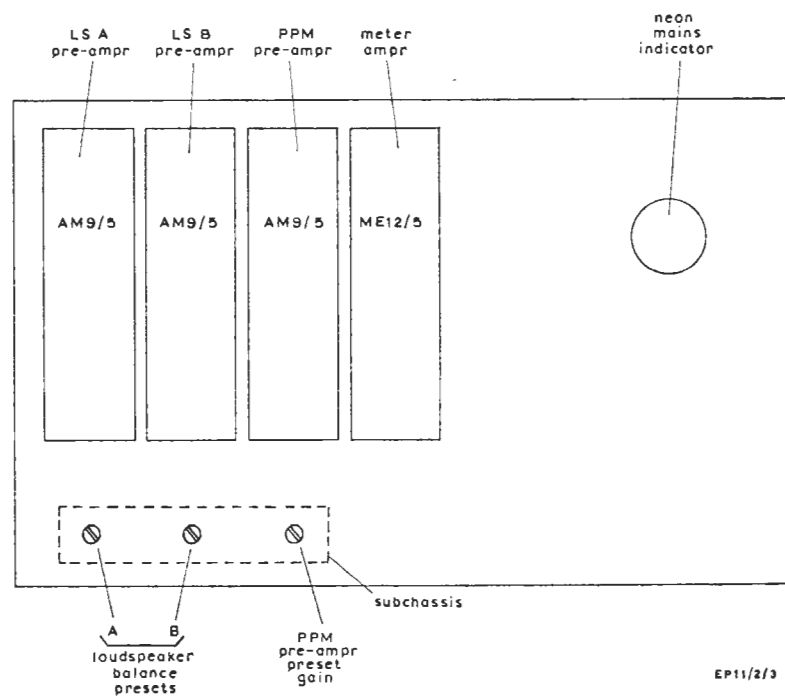 LS A
pre-ampr
LS B
pre-ampr
PPM
pre-ampr
meter
ampr
neon
mains
indicator
AM9/5
AM9/5
AM9/5
ME12/5
subchassis
A
B
loudspeaker
balance
presets
PPM
pre-ampr
preset
gain
EP11/2/3